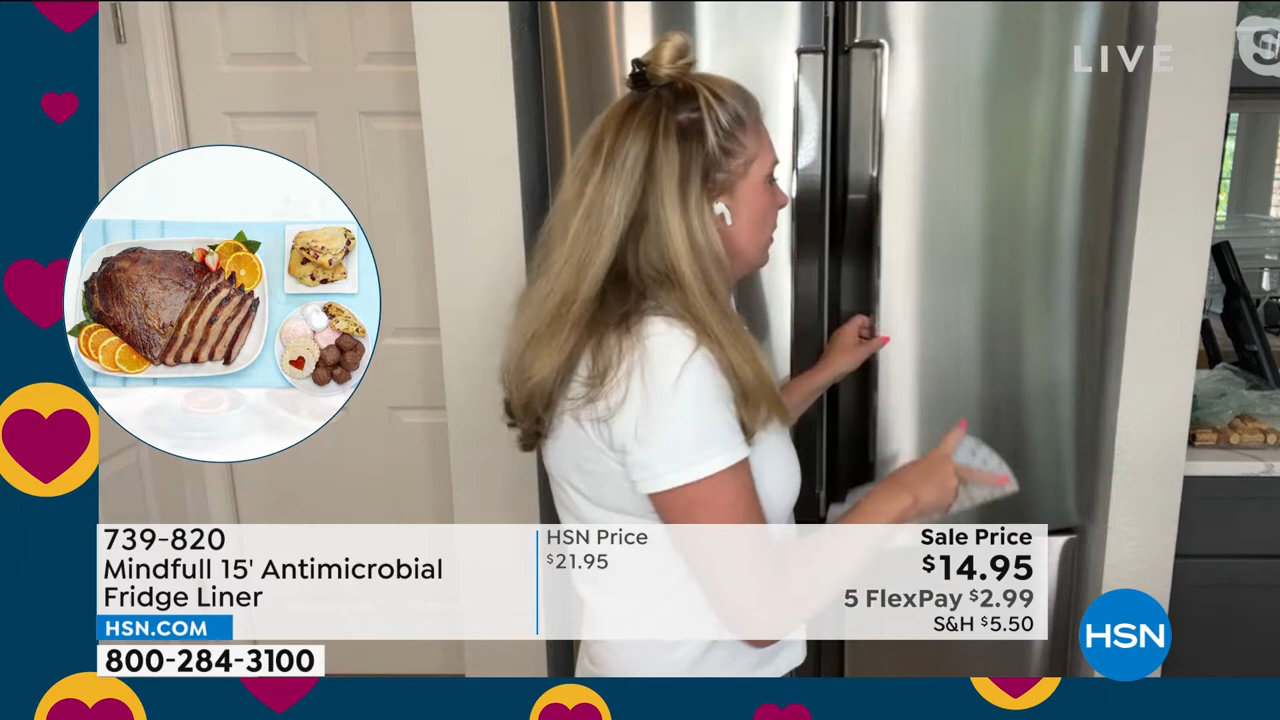 LIVE
739-820
Mindfull 15' Antimicrobial
Fridge Liner
HSN.COM
800-284-3100
HSN Price
$21.95
Sale Price
$14.95
5 FlexPay $2.99
S&H $5.50
HSN